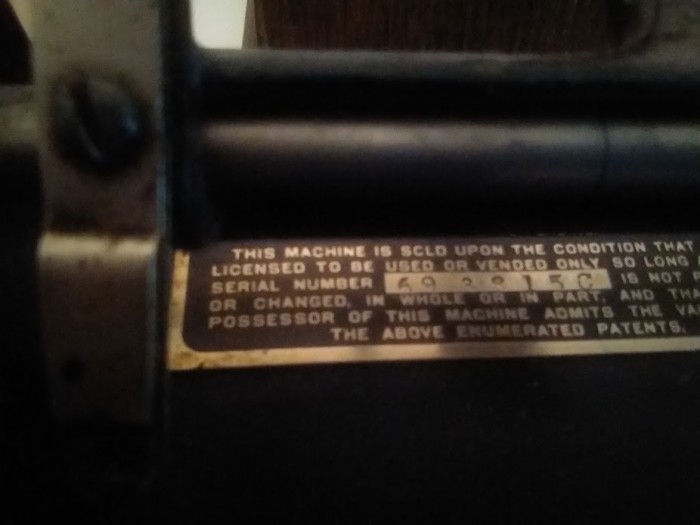 THIS MACHINE IS SOLD UPON THE CONDITION THAT
LICENSED TO BE USED OR VENDED ONLY SO LONG
SERIAL NUMBER IS NOT
OR CHANGED, IN WHOLE OR IN PART, AND
POSSESSOR OF THIS MACHINE ADMITS THE
THE ABOVE ENUMERATED PATENTS.